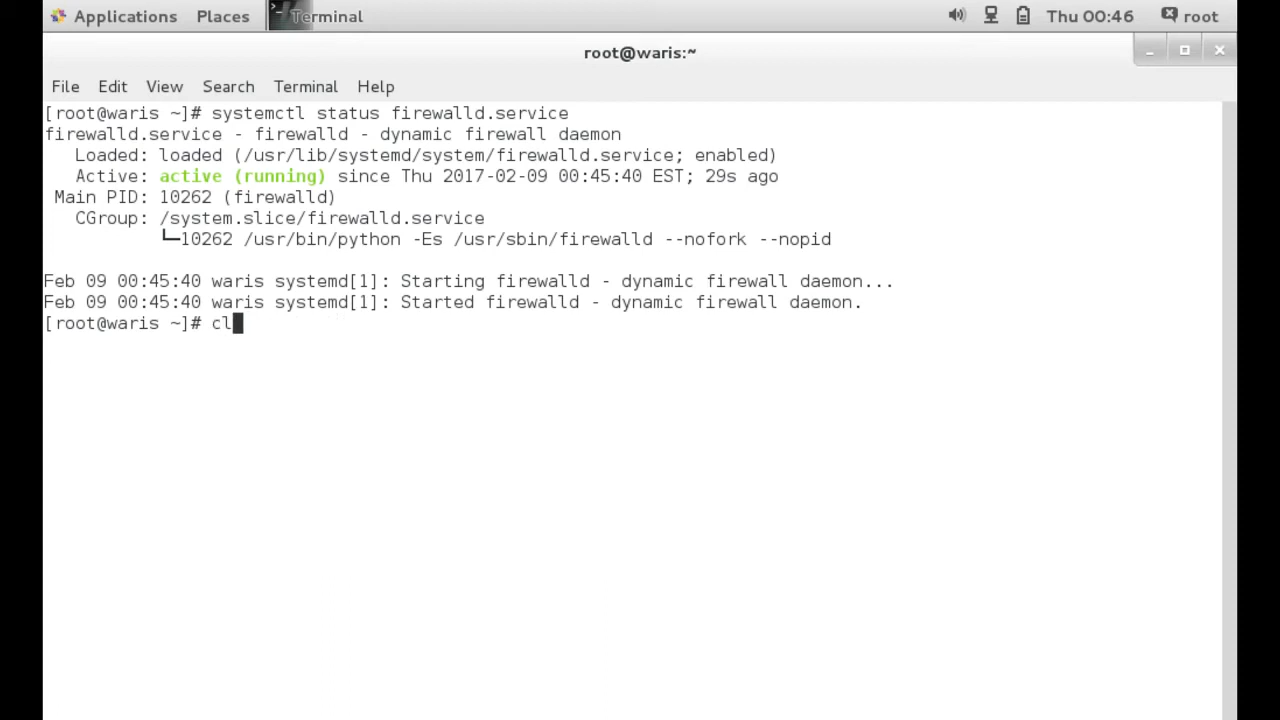 Applications Places Terminal Thu 00:46 root
root@waris:~
File Edit View Search Terminal Help
[root@waris ~]# systemctl status firewalld.service
firewalld.service - firewalld - dynamic firewall daemon
   Loaded: loaded (/usr/lib/systemd/system/firewalld.service; enabled)
   Active: active (running) since Thu 2017-02-09 00:45:40 EST; 29s ago
 Main PID: 10262 (firewalld)
   CGroup: /system.slice/firewalld.service
           └─10262 /usr/bin/python -Es /usr/sbin/firewalld --nofork --nopid
Feb 09 00:45:40 waris systemd[1]: Starting firewalld - dynamic firewall daemon...
Feb 09 00:45:40 waris systemd[1]: Started firewalld - dynamic firewall daemon.
[root@waris ~]# cl